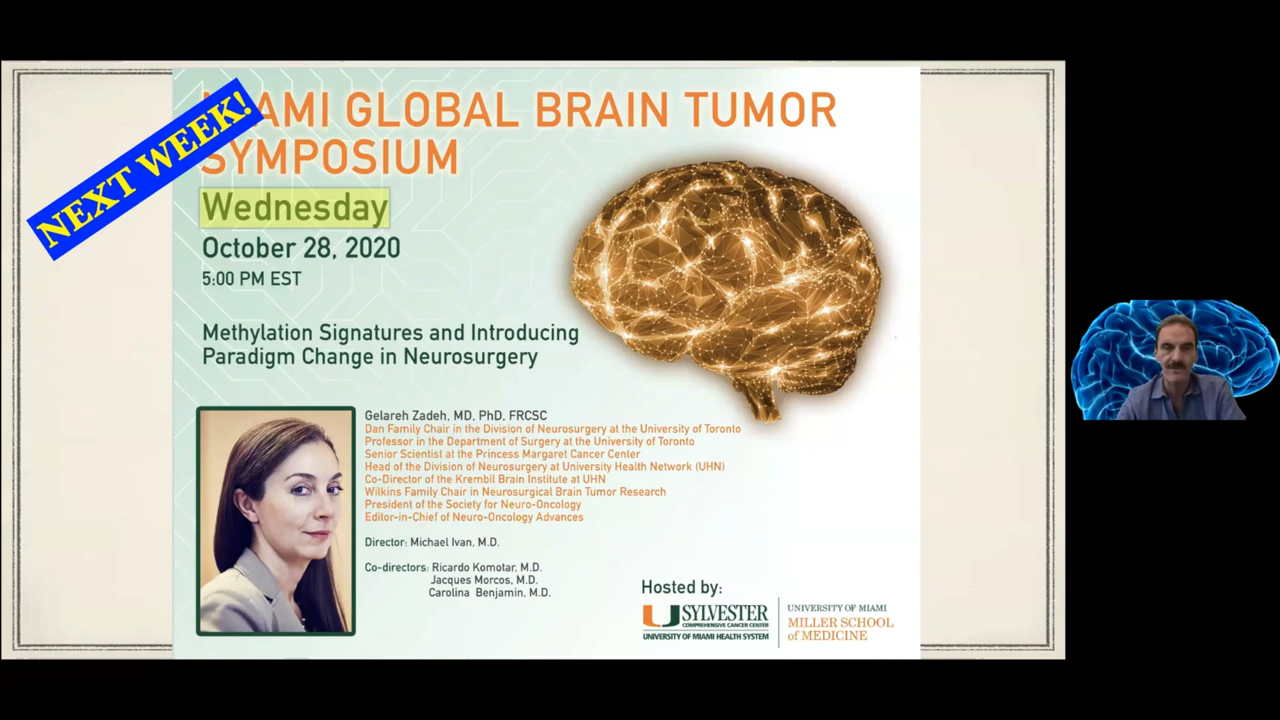 NEXT WEEK!
MIAMI GLOBAL BRAIN TUMOR
SYMPOSIUM
Wednesday
October 28, 2020
5:00 PM EST
Methylation Signatures and Introducing
Paradigm Change in Neurosurgery
Gelareh Zadeh, MD, PhD, FRCSC
Dan Family Chair in the Division of Neurosurgery at the University of Toronto
Professor in the Department of Surgery at the University of Toronto
Senior Scientist at the Princess Margaret Cancer Center
Head of the Division of Neurosurgery at University Health Network (UHN)
Co-Director of the Krembil Brain Institute at UHN
Wilkins Family Chair in Neurosurgical Brain Tumor Research
President of the Society for Neuro-Oncology
Editor-in-Chief of Neuro-Oncology Advances
Director: Michael Ivan, M.D.
Co-directors: Ricardo Komotar, M.D.
Jacques Morcos, M.D.
Carolina Benjamin, M.D.
Hosted by:
SYLVESTER
COMPREHENSIVE CANCER CENTER
UNIVERSITY OF MIAMI HEALTH SYSTEM
UNIVERSITY OF MIAMI
MILLER SCHOOL
of MEDICINE